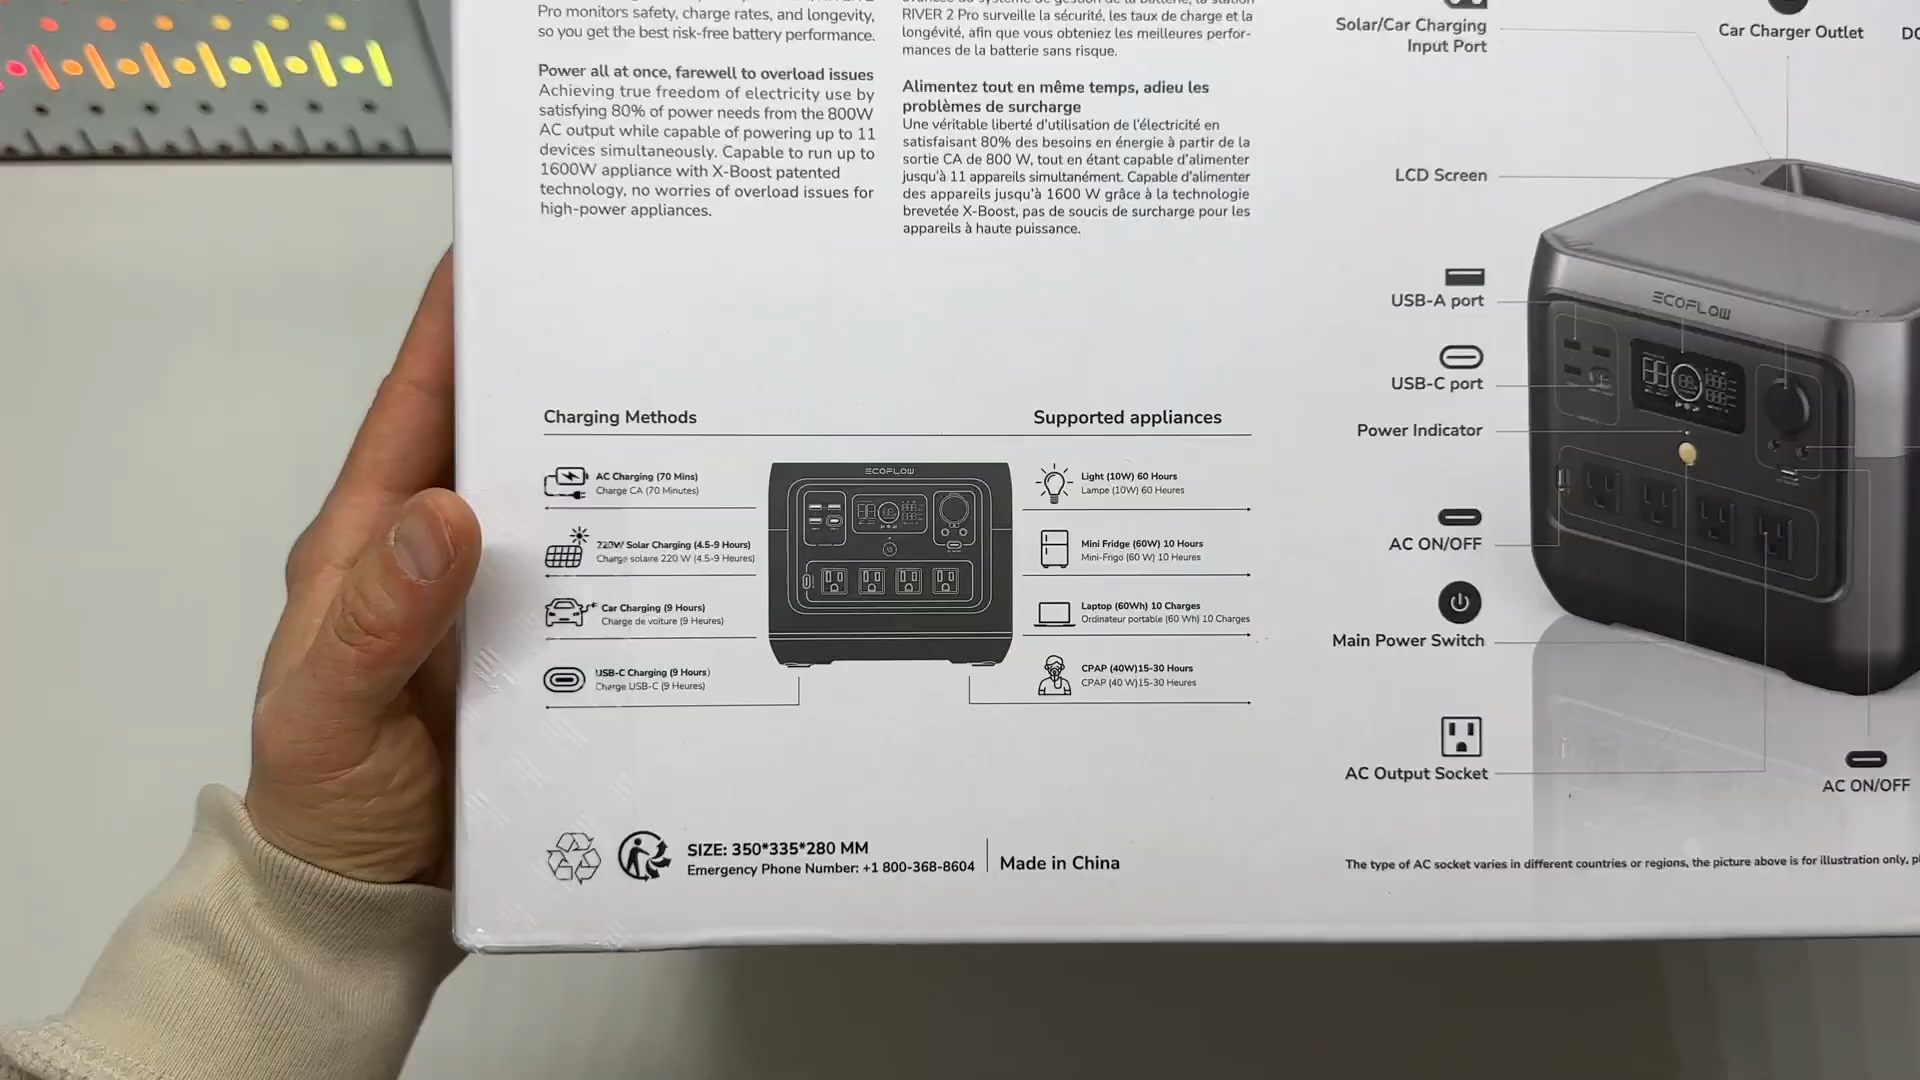 Pro monitors safety, charge rates, and longevity,
so you get the best risk-free battery performance.
Power all at once, farewell to overload issues
Achieving true freedom of electricity use by
satisfying 80% of power needs from the 800W
AC output while capable of powering up to 11
devices simultaneously. Capable to run up to
1600W appliance with X-Boost patented
technology, no worries of overload issues for
high-power appliances.
RIVER 2 Pro surveille la sécurité, les taux de charge et la
longévité, afin que vous obteniez les meilleures perfor-
mances de la batterie sans risque.
Alimentez tout en même temps, adieu les
problèmes de surcharge
Une véritable liberté d'utilisation de l'électricité en
satisfaisant 80% des besoins en énergie à partir de la
sortie CA de 800 W, tout en étant capable d'alimenter
jusqu'à 11 appareils simultanément. Capable d'alimenter
des appareils jusqu'à 1600 W grâce à la technologie
brevetée X-Boost, pas de soucis de surcharge pour les
appareils à haute puissance.
Charging Methods
AC Charging (70 Mins)
Charge CA (70 Minutes)
220W Solar Charging (4.5-9 Hours)
Charge solaire 220 W (4.5-9 Heures)
Car Charging (9 Hours)
Charge de voiture (9 Heures)
USB-C Charging (9 Hours)
Charge USB-C (9 Heures)
ECOFLOW
Supported appliances
Light (10W) 60 Hours
Lampe (10W) 60 Heures
Mini Fridge (60W) 10 Hours
Mini-Frigo (60 W) 10 Heures
Laptop (60Wh) 10 Charges
Ordinateur portable (60 Wh) 10 Charges
CPAP (40W)15-30 Hours
CPAP (40 W)15-30 Heures
SIZE: 350*335*280 MM
Emergency Phone Number: +1 800-368-8604
Made in China
Solar/Car Charging
Input Port
Car Charger Outlet
LCD Screen
USB-A port
USB-C port
Power Indicator
AC ON/OFF
Main Power Switch
AC Output Socket
ECOFLOW
AC ON/OFF
The type of AC socket varies in different countries or regions, the picture above is for illustration only,